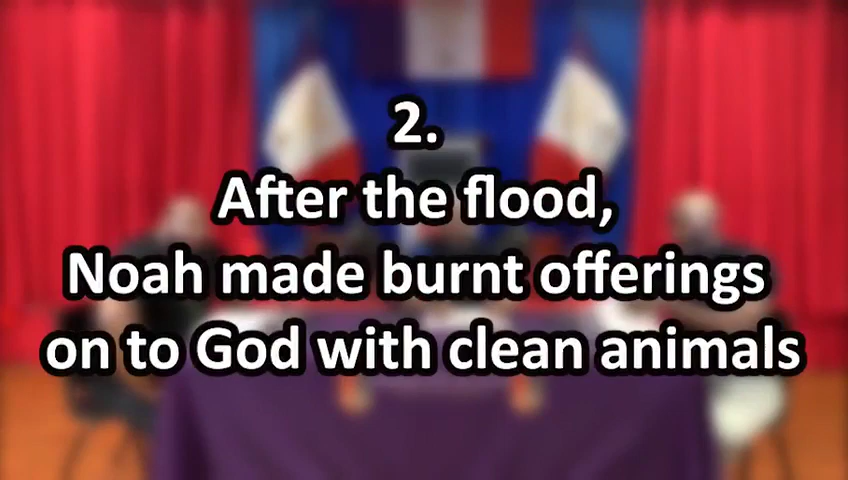 2.
After the flood,
Noah made burnt offerings
on to God with clean animals